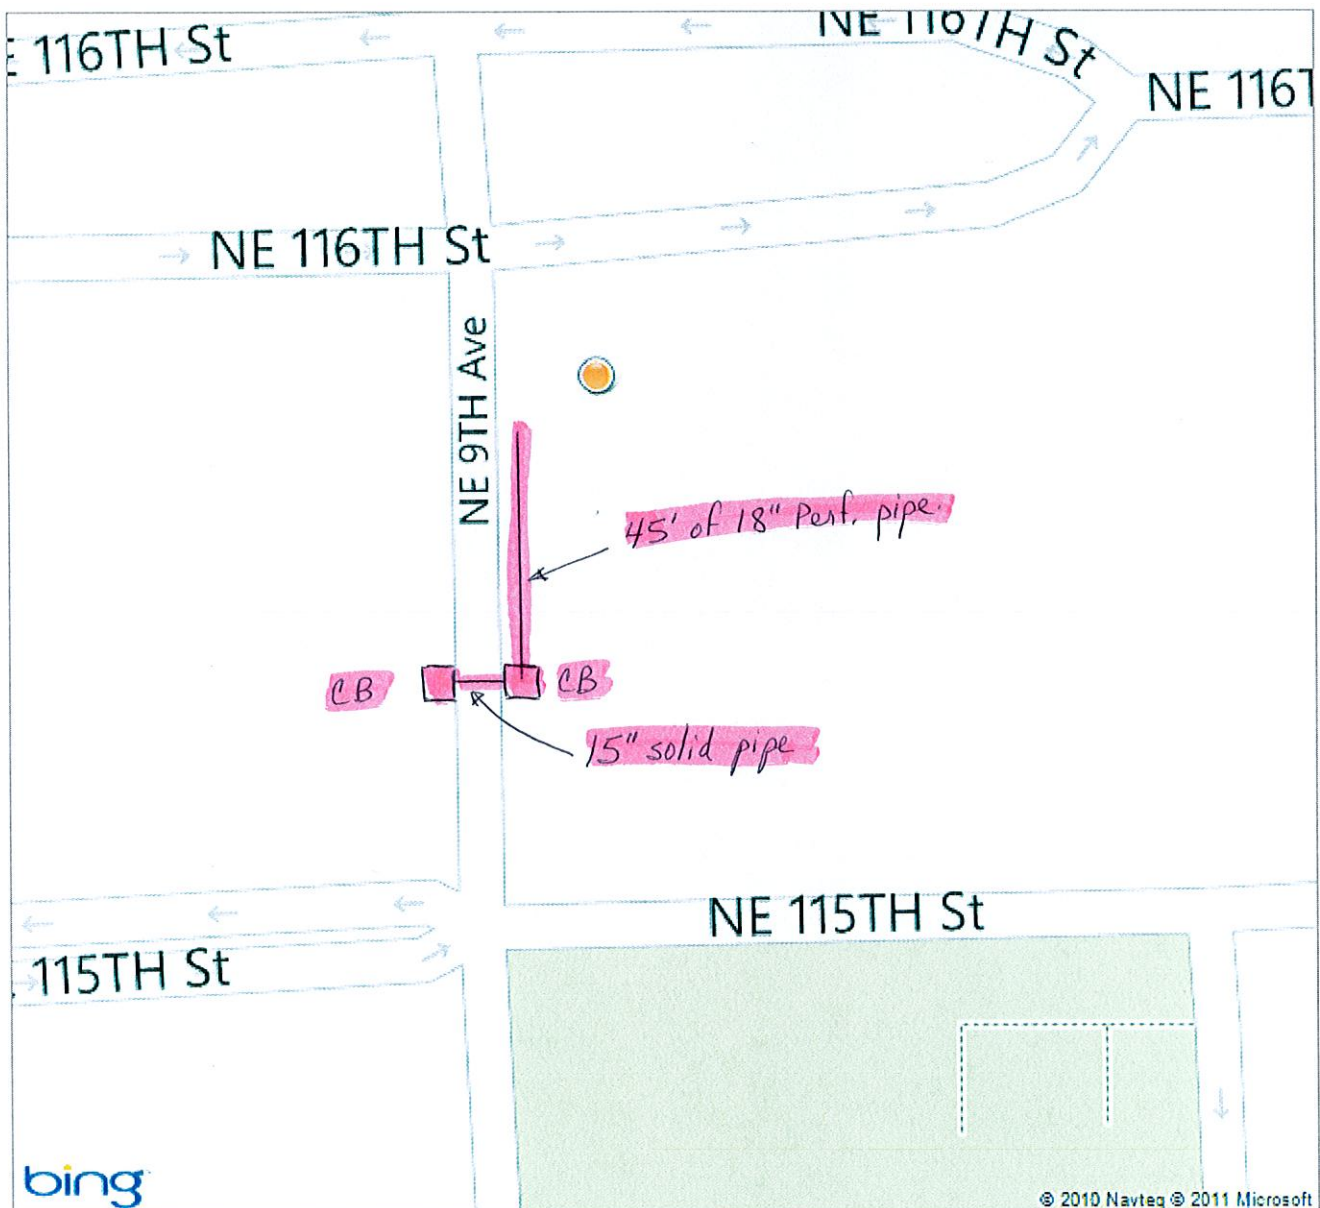 E 116TH St
NE 116TH St
NE 116T
NE 116TH St
NE 9TH Ave
45' of 18" Perf. pipe.
CB
CB
15" solid pipe
NE 115TH St
. 115TH St
bing
© 2010 Navteq © 2011 Microsoft